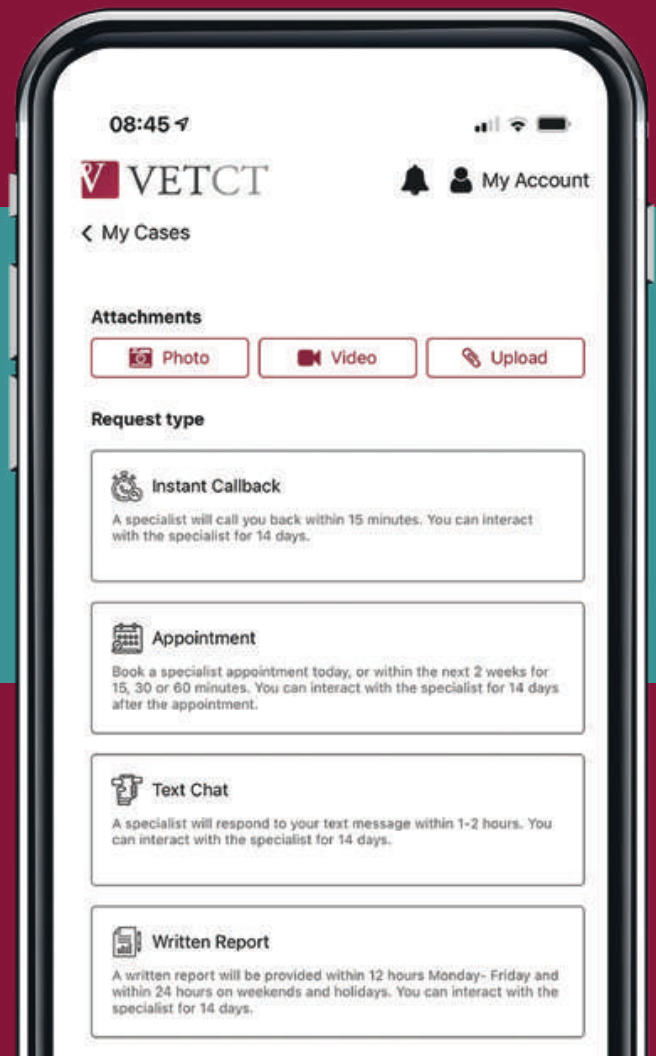 08:45
V VETCT
My Account
My Cases
Attachments
Photo
Video
Upload
Request type
Instant Callback
A specialist will call you back within 15 minutes. You can interact
with the specialist for 14 days.
Appointment
Book a specialist appointment today, or within the next 2 weeks for
15, 30 or 60 minutes. You can interact with the specialist for 14 days
after the appointment.
Text Chat
A specialist will respond to your text message within 1-2 hours. You
can interact with the specialist for 14 days.
Written Report
A written report will be provided within 12 hours Monday- Friday and
within 24 hours on weekends and holidays. You can interact with the
specialist for 14 days.